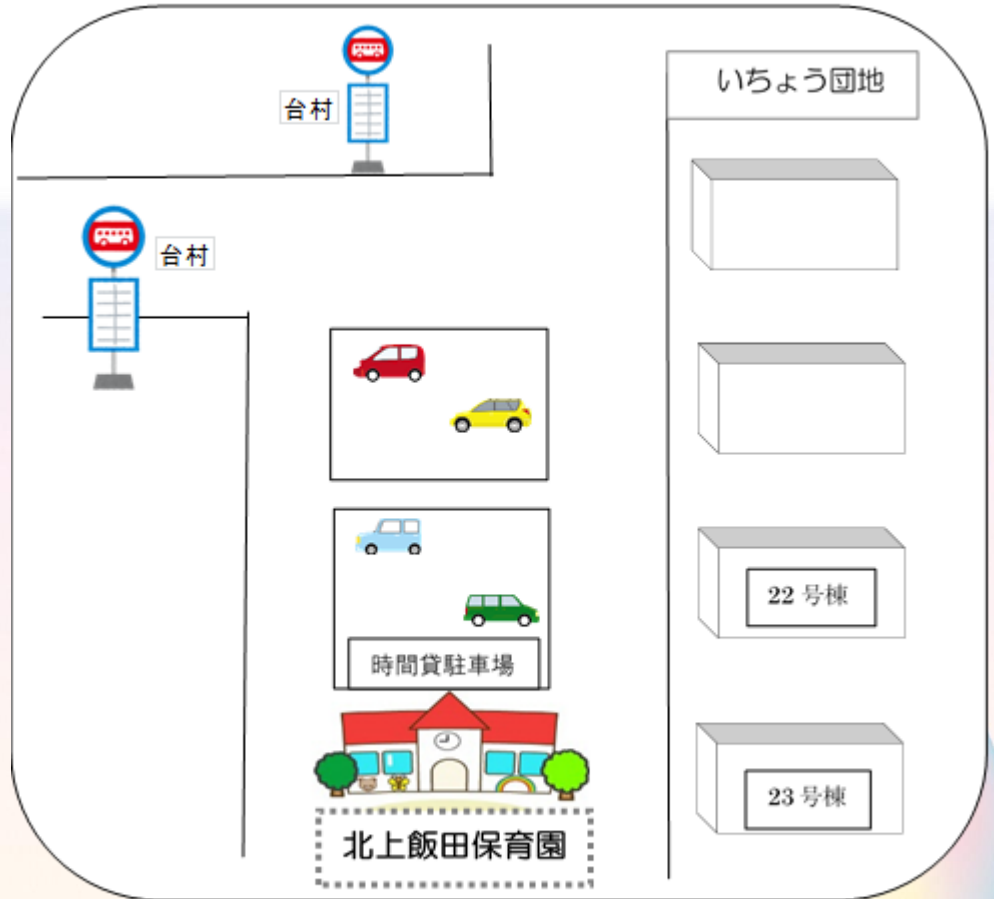 台村
いちょう団地
台村
22 号棟
時間貸駐車場
23 号棟
北上飯田保育園